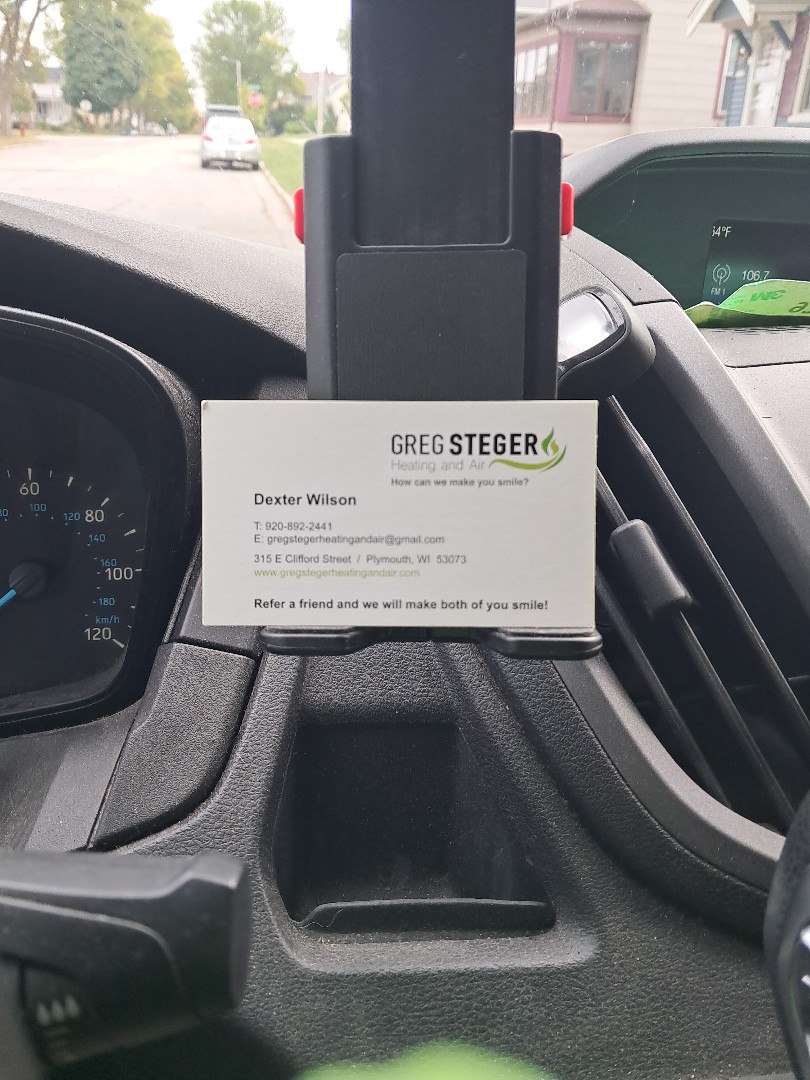 GREG STEGER
Heating and Air
How can we make you smile?
Dexter Wilson
T: 920-892-2441
E: gregstegerheatingandair@gmail.com
315 E Clifford Street / Plymouth, WI 53073
www.gregstegerheatingandair.com
Refer a friend and we will make both of you smile!
FM 1 106.7
60
80
100
120
100
120
140
160
180
km/h